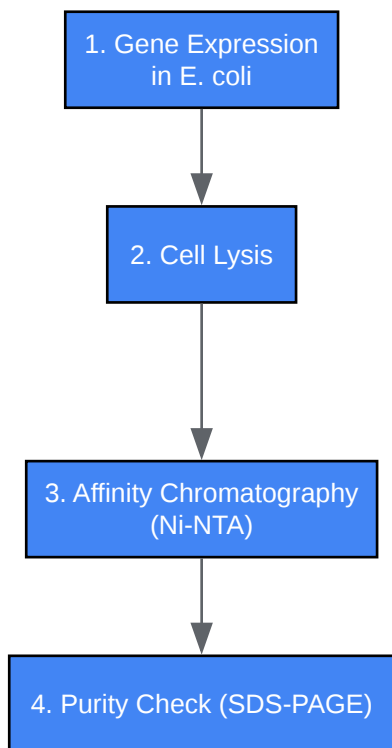 1. Gene Expression
in E. coli
2. Cell Lysis
3. Affinity Chromatography
(Ni-NTA)
4. Purity Check (SDS-PAGE)